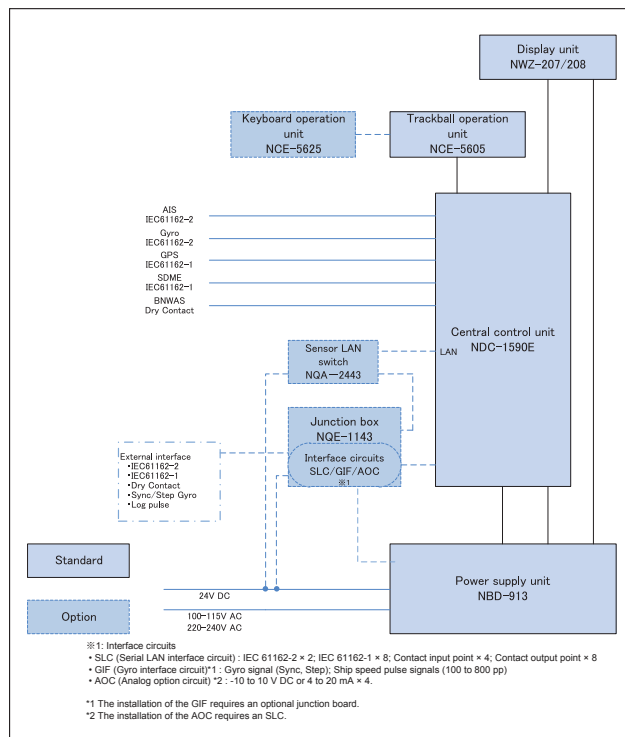 Display unit
NWZ-207/208
Keyboard operation
unit
NCE-5625
Trackball operation
unit
NCE-5605
AIS
IEC61162-2
Gyro
IEC61162-2
GPS
IEC61162-1
SDME
IEC61162-1
BNWAS
Dry Contact
Central control unit
NDC-1590E
LAN
Sensor LAN
switch
NQA-2443
Junction box
NQE-1143
Interface circuits
SLC/GIF/AOC
※1
External interface
•IEC61162-2
•IEC61162-1
•Dry Contact
•Sync/Step Gyro
•Log pulse
Standard
Option
24V DC
100-115V AC
220-240V AC
Power supply unit
NBD-913
※1: Interface circuits
• SLC (Serial LAN interface circuit) : IEC 61162-2 × 2; IEC 61162-1 × 8; Contact input point × 4; Contact output point × 8
• GIF (Gyro interface circuit)*1 : Gyro signal (Sync, Step); Ship speed pulse signals (100 to 800 pp)
• AOC (Analog option circuit) *2 : -10 to 10 V DC or 4 to 20 mA × 4.
*1 The installation of the GIF requires an optional junction board.
*2 The installation of the AOC requires an SLC.